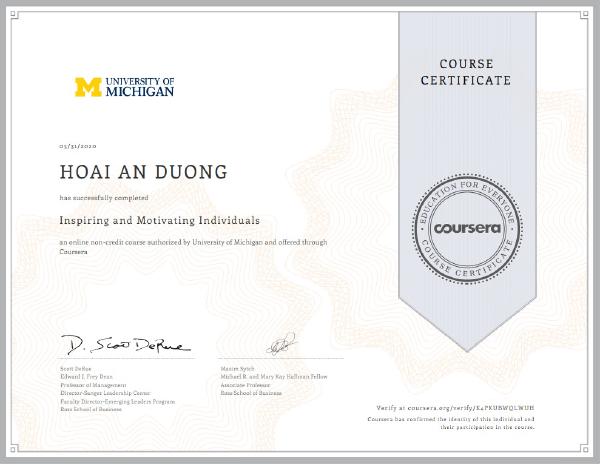 COURSE
CERTIFICATE
UNIVERSITY OF
MICHIGAN
05/31/2020
HOAI AN DUONG
has successfully completed
Inspiring and Motivating Individuals
an online non-credit course authorized by University of Michigan and offered through
Coursera
EDUCATION FOR EVERYONE
coursera
COURSE CERTIFICATE
D. Scott DeRue
Scott DeRue
Edward J. Frey Dean
Professor of Management
Director-Sanger Leadership Center
Faculty Director-Emerging Leaders Program
Ross School of Business
Maxim Sytch
Michael R. and Mary Kay Hallman Fellow
Associate Professor
Ross School of Business
Verify at coursera.org/verify/X4PKUBWQLWUH
Coursera has confirmed the identity of this individual and
their participation in the course.